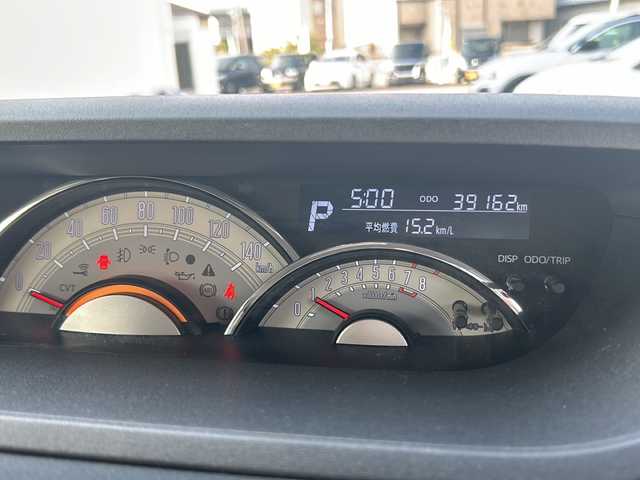 P 5:00 ODO 39162km
平均燃費 15.2km/L
DISP ODO/TRIP
0 20 40 60 80 100 120 140 km/h
CVT
0 1 2 3 4 5 6 7 8